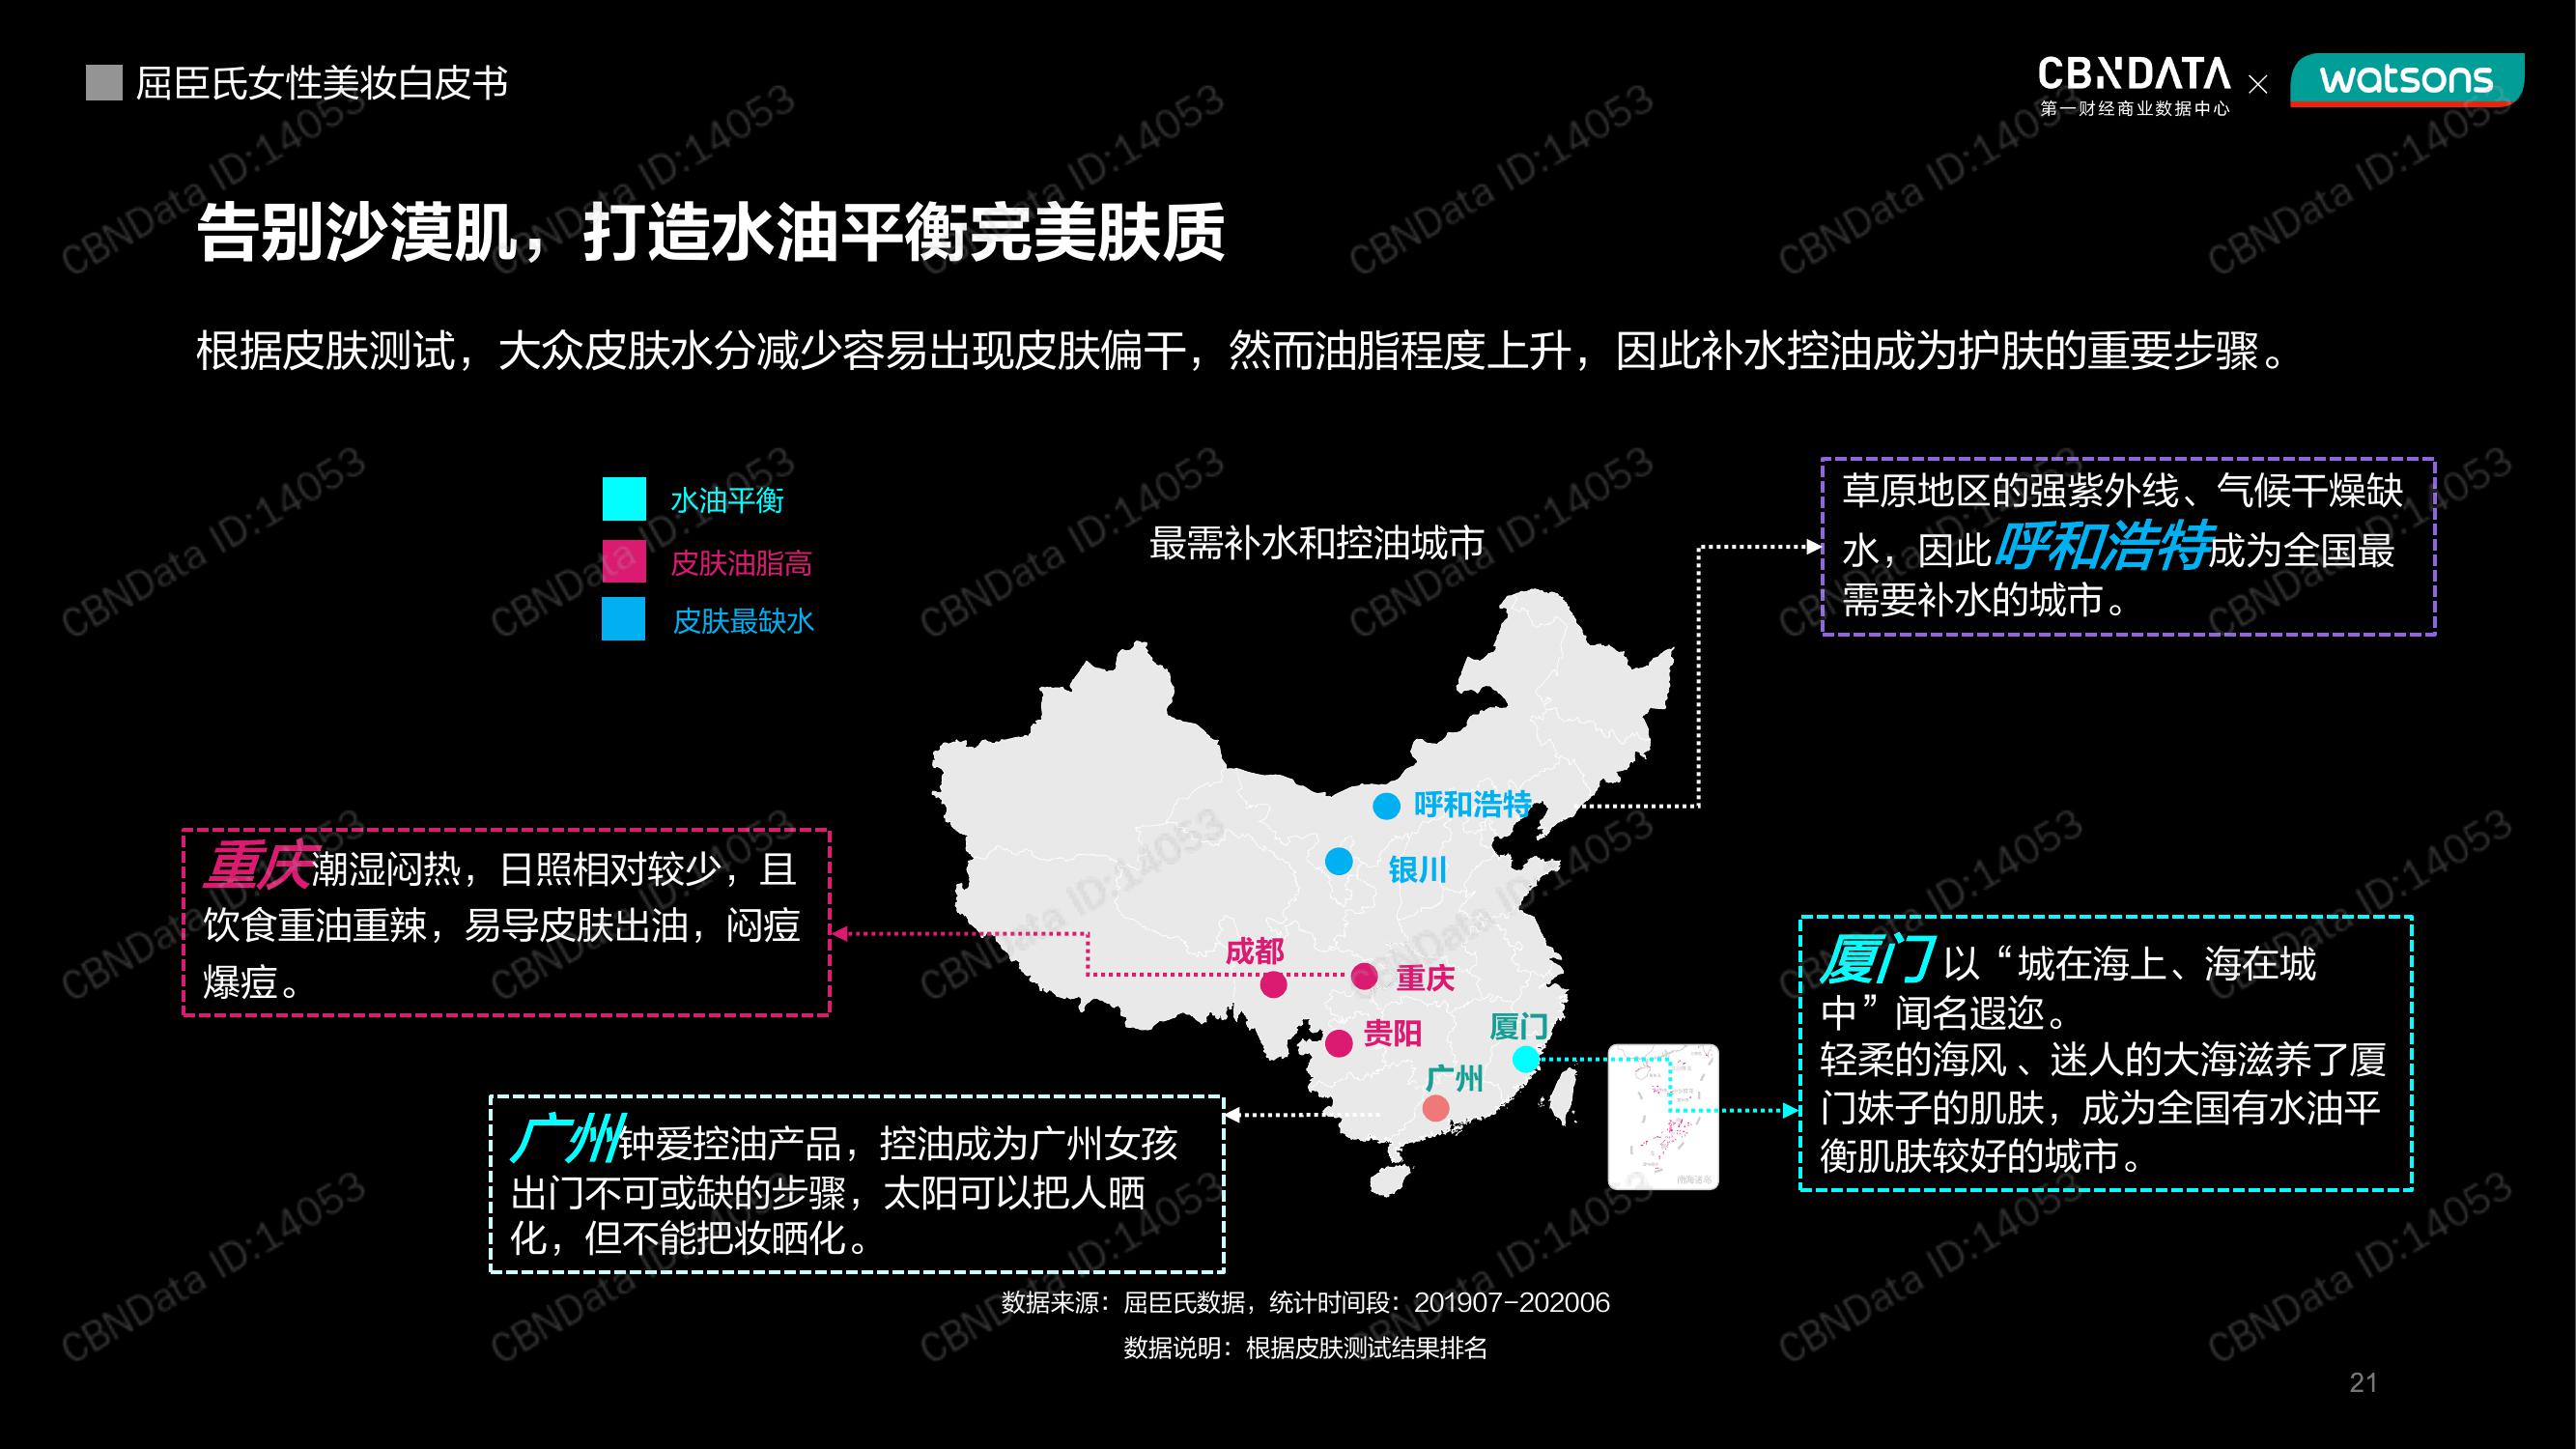 屈臣氏女性美妆白皮书
CBNDATA
第一财经商业数据中心
×
watsons
告别沙漠肌，打造水油平衡完美肤质
根据皮肤测试，大众皮肤水分减少容易出现皮肤偏干，然而油脂程度上升，因此补水控油成为护肤的重要步骤。
水油平衡
皮肤油脂高
皮肤最缺水
最需补水和控油城市
草原地区的强紫外线、气候干燥缺
水，因此呼和浩特成为全国最
需要补水的城市。
呼和浩特
银川
成都
重庆
贵阳
厦门
广州
南海诸岛
重庆潮湿闷热，日照相对较少，且
饮食重油重辣，易导皮肤出油，闷痘
爆痘。
厦门 以“城在海上、海在城
中”闻名遐迩。
轻柔的海风、迷人的大海滋养了厦
门妹子的肌肤，成为全国有水油平
衡肌肤较好的城市。
广州钟爱控油产品，控油成为广州女孩
出门不可或缺的步骤，太阳可以把人晒
化，但不能把妆晒化。
数据来源：屈臣氏数据，统计时间段：201907-202006
数据说明：根据皮肤测试结果排名
21
CBNData ID:14053